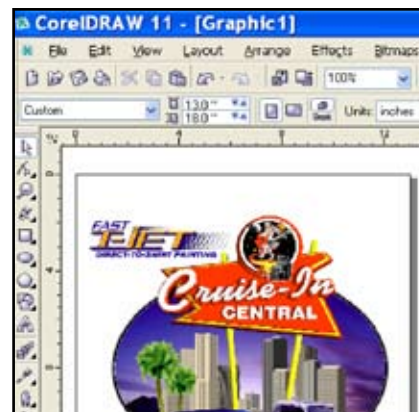 CorelDRAW 11 - [Graphic1]
File Edit View Layout Arrange Effects Bitmaps
100%
Custom 13.0" 18.0" Units: inches
FAST
T-JET
DIRECT-TO-SHIRT PRINTING
Cruise-In
CENTRAL